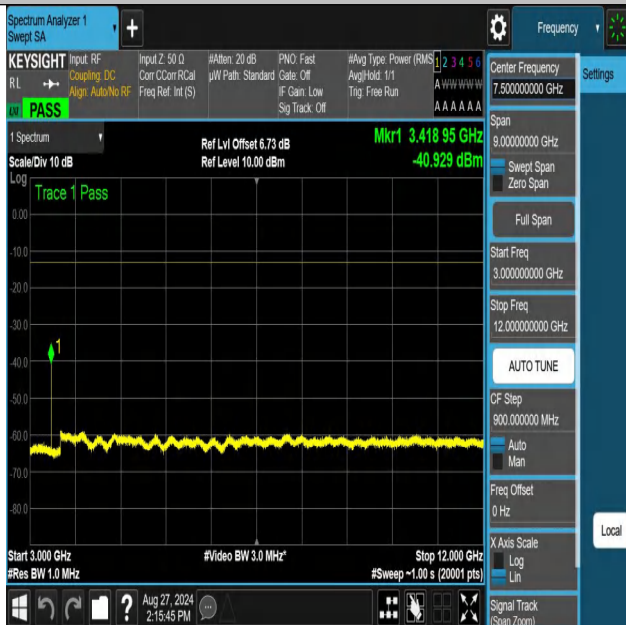 Spectrum Analyzer 1
Swept SA
+
Frequency
KEYSIGHT
RL
PASS
Input: RF
Coupling: DC
Align: Auto/No RF
Input Z: 50 Ω
Corr CCorr RCal
Freq Ref: Int (S)
#Atten: 20 dB
µW Path: Standard
PNO: Fast
Gate: Off
IF Gain: Low
Sig Track: Off
#Avg Type: Power (RMS
Avg|Hold: 1/1
Trig: Free Run
1 2 3 4 5 6
A W W W W W
A A A A A A
1 Spectrum
Scale/Div 10 dB
Ref Lvl Offset 6.73 dB
Ref Level 10.00 dBm
Mkr1 3.418 95 GHz
-40.929 dBm
Log
Trace 1 Pass
0.00
-10.0
-20.0
-30.0
1
-40.0
-50.0
-60.0
-70.0
-80.0
Start 3.000 GHz
#Res BW 1.0 MHz
#Video BW 3.0 MHz*
Stop 12.000 GHz
#Sweep ~1.00 s (20001 pts)
Aug 27, 2024
2:15:45 PM
?
Center Frequency
7.500000000 GHz
Settings
Span
9.00000000 GHz
Swept Span
Zero Span
Full Span
Start Freq
3.000000000 GHz
Stop Freq
12.000000000 GHz
AUTO TUNE
CF Step
900.000000 MHz
Auto
Man
Freq Offset
0 Hz
Local
X Axis Scale
Log
Lin
Signal Track
(Span Zoom)